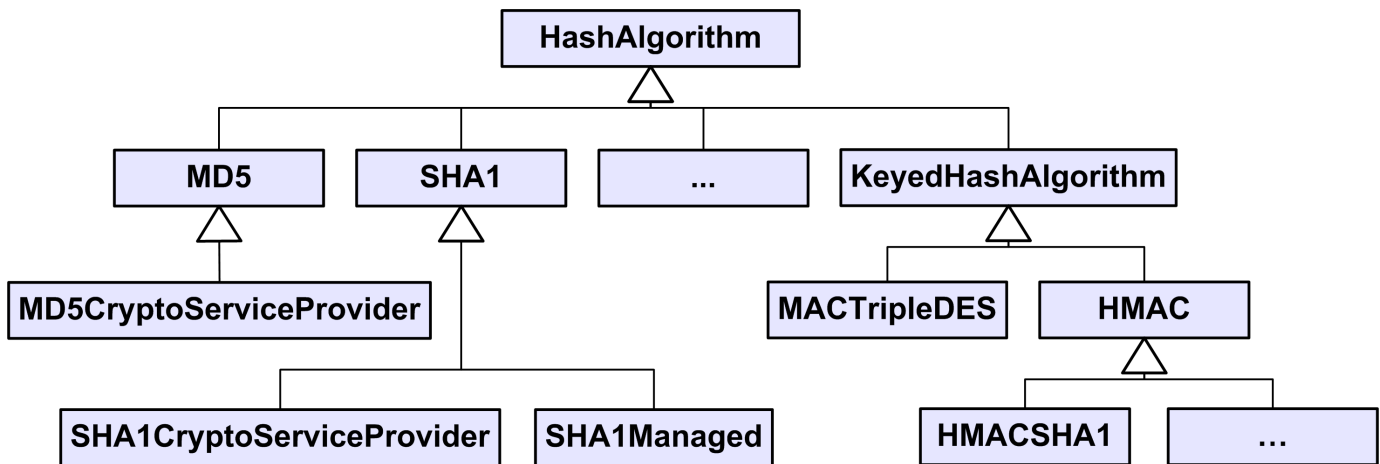 HashAlgorithm
MD5
SHA1
...
KeyedHashAlgorithm
MD5CryptoServiceProvider
MACTripleDES
HMAC
SHA1CryptoServiceProvider
SHA1Managed
HMACSHA1
...